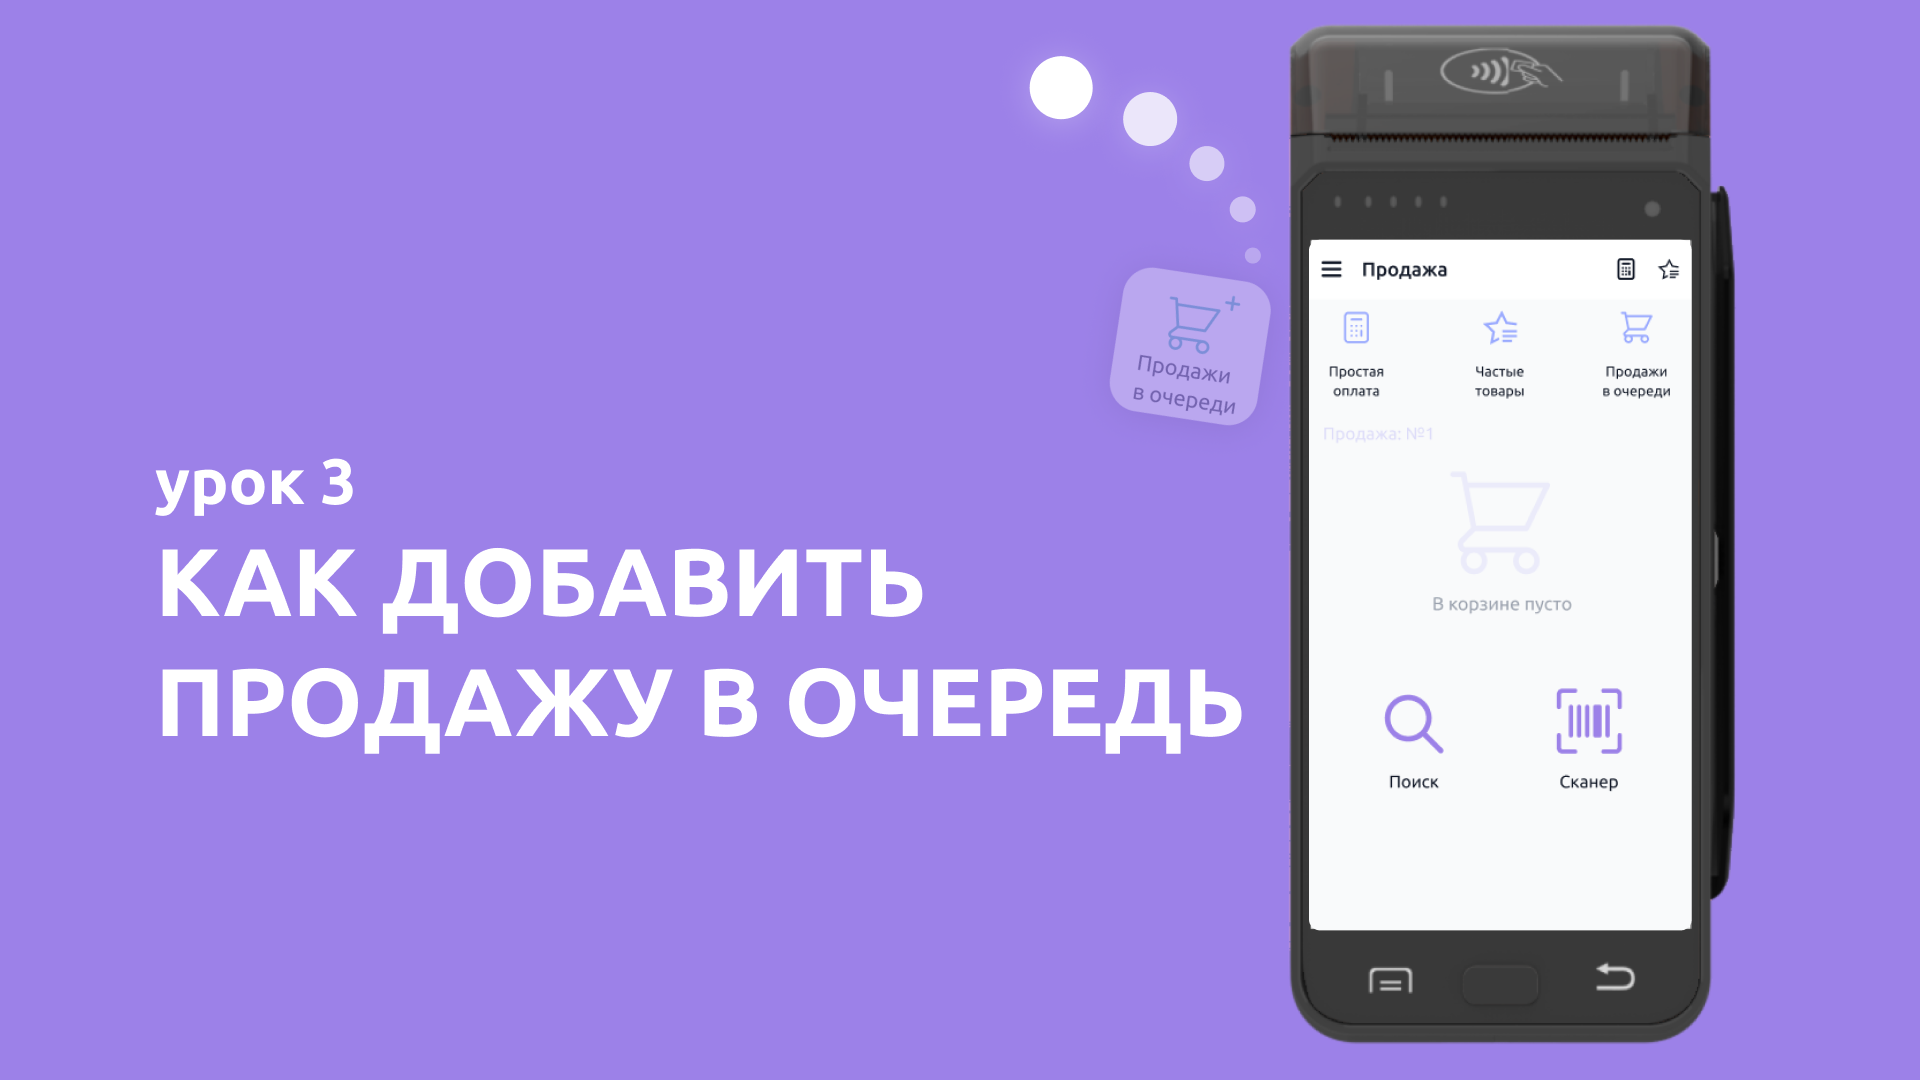 урок 3
КАК ДОБАВИТЬ
ПРОДАЖУ В ОЧЕРЕДЬ
Продажи
в очереди
Продажа
Простая
оплата
Частые
товары
Продажи
в очереди
Продажа: №1
В корзине пусто
Поиск
Сканер